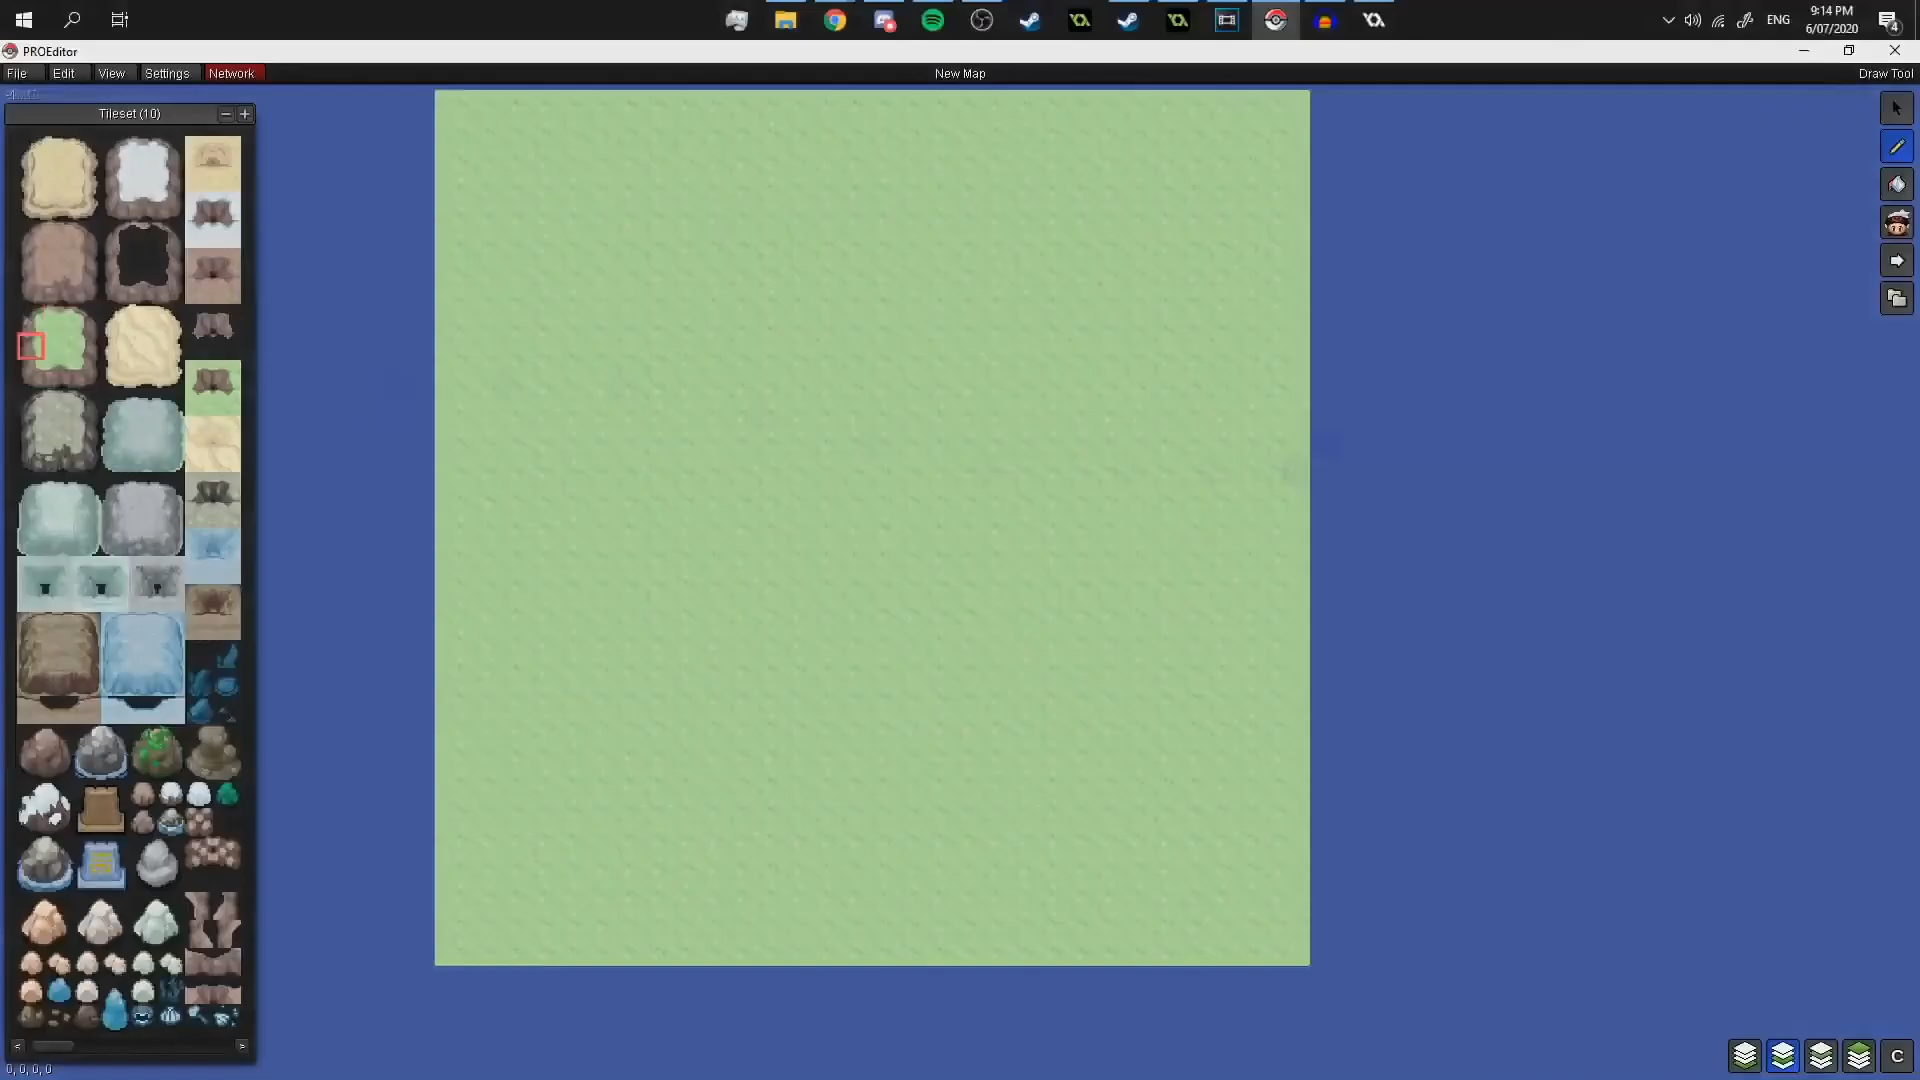 ENG
9:14 PM
6/07/2020
4
PROEditor
File Edit View Settings Network
New Map
Draw Tool
Tileset (10)
− +
< >
0, 0, 0, 0
C